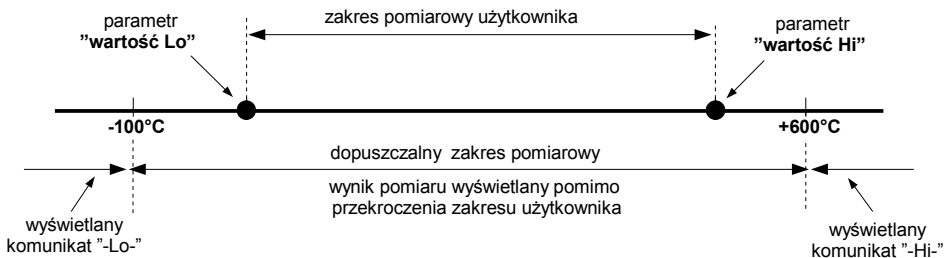 parametr
”wartość Lo”
zakres pomiarowy użytkownika
parametr
”wartość Hi”
-100°C
+600°C
dopuszczalny zakres pomiarowy
wynik pomiaru wyświetlany pomimo
przekroczenia zakresu użytkownika
wyświetlany
komunikat ”-Lo-”
wyświetlany
komunikat ”-Hi-”